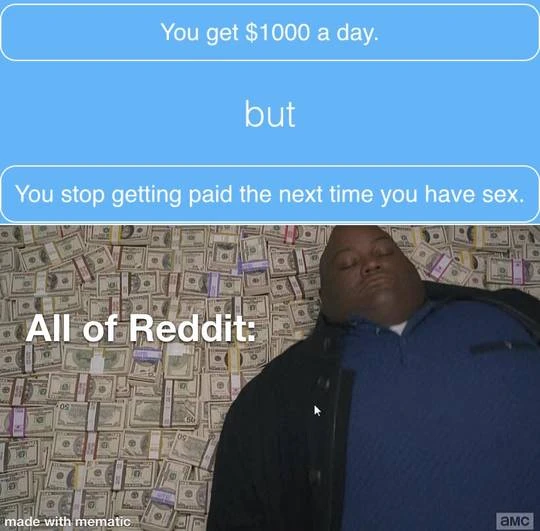 You get $1000 a day.
but
You stop getting paid the next time you have sex.
All of Reddit:
made with mematic
aMC